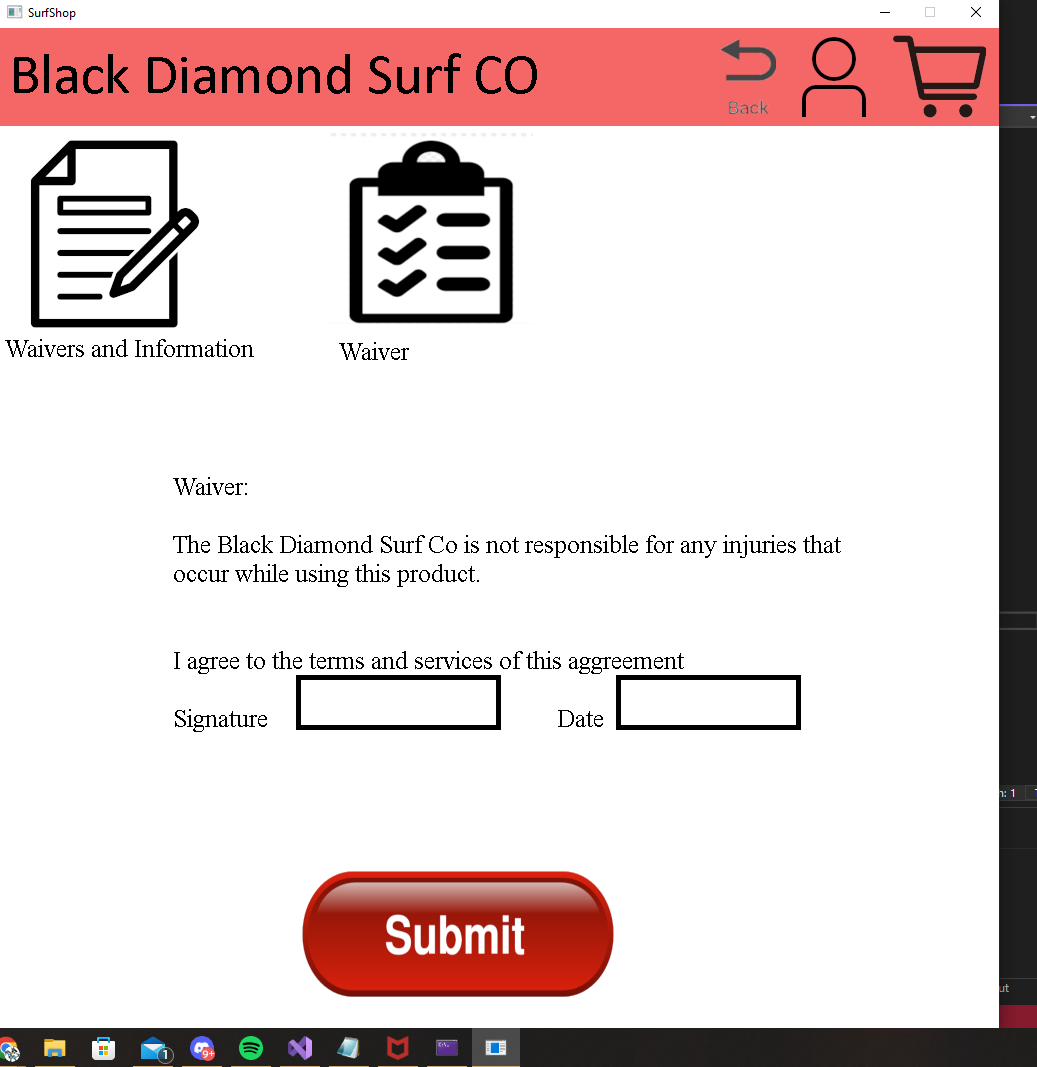 SurfShop
Black Diamond Surf CO
Back
Waivers and Information
Waiver
Waiver:
The Black Diamond Surf Co is not responsible for any injuries that
occur while using this product.
I agree to the terms and services of this aggreement
Signature
Date
Submit
1
9+